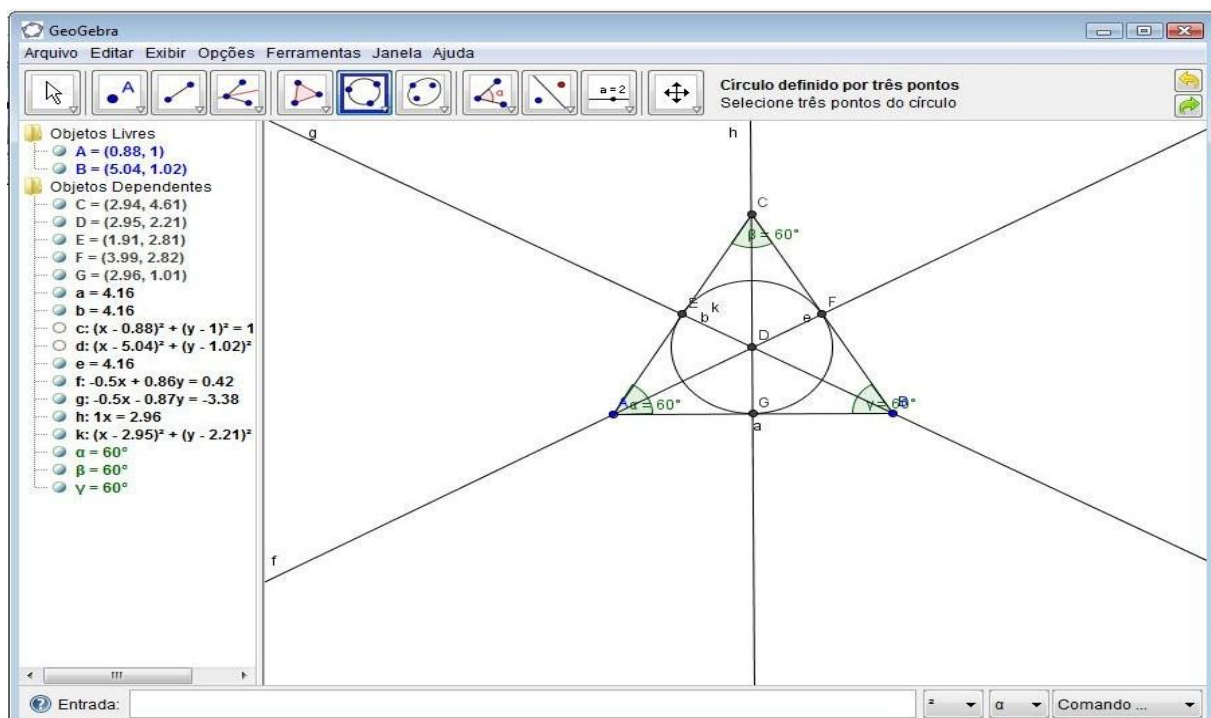 GeoGebra
Arquivo Editar Exibir Opções Ferramentas Janela Ajuda
A
α
a = 2
Círculo definido por três pontos
Selecione três pontos do círculo
Objetos Livres
A = (0.88, 1)
B = (5.04, 1.02)
Objetos Dependentes
C = (2.94, 4.61)
D = (2.95, 2.21)
E = (1.91, 2.81)
F = (3.99, 2.82)
G = (2.96, 1.01)
a = 4.16
b = 4.16
c: (x - 0.88)² + (y - 1)² = 1
d: (x - 5.04)² + (y - 1.02)²
e = 4.16
f: -0.5x + 0.86y = 0.42
g: -0.5x - 0.87y = -3.38
h: 1x = 2.96
k: (x - 2.95)² + (y - 2.21)²
α = 60°
β = 60°
γ = 60°
g
h
C
β = 60°
E
k
b
e
F
D
A
α = 60°
G
a
γ = 60°
B
f
Entrada:
²
α
Comando ...